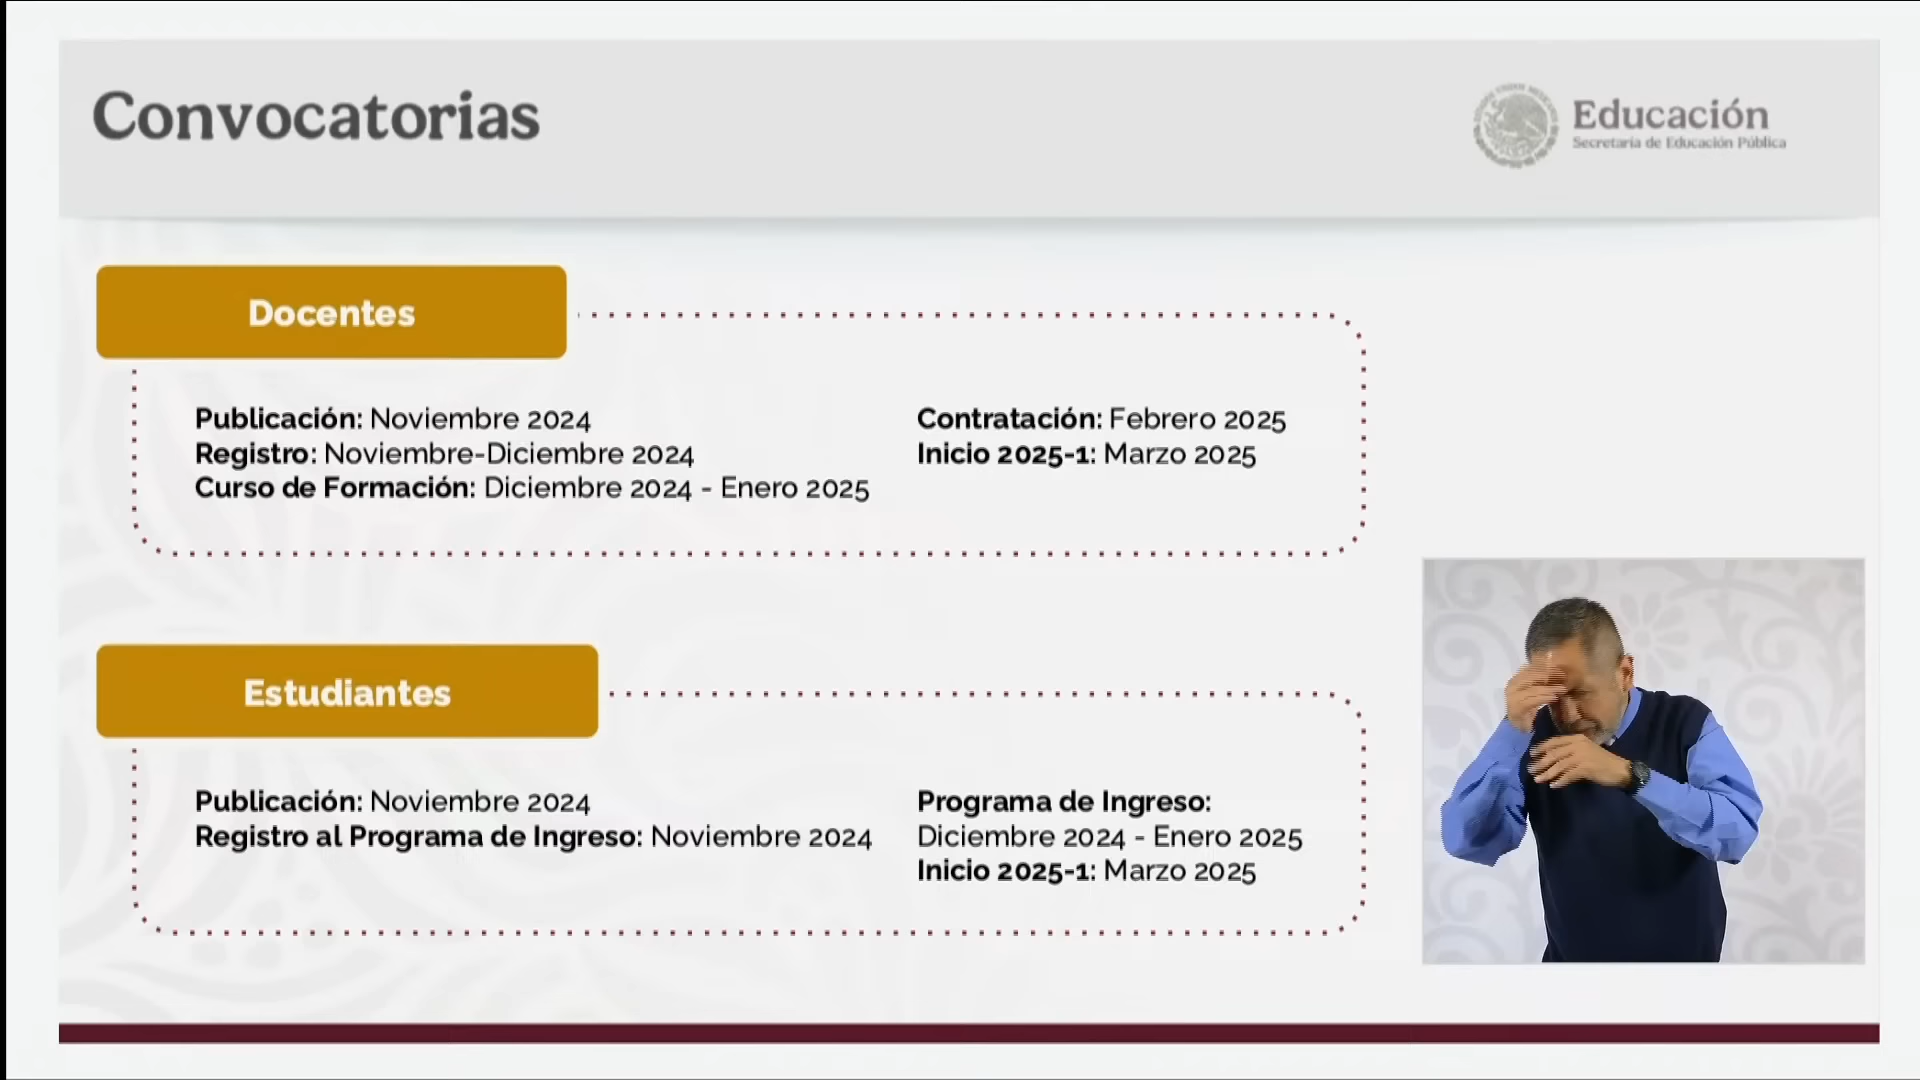 Convocatorias
Educación
Secretaría de Educación Pública
Docentes
Publicación: Noviembre 2024
Registro: Noviembre-Diciembre 2024
Curso de Formación: Diciembre 2024 - Enero 2025
Contratación: Febrero 2025
Inicio 2025-1: Marzo 2025
Estudiantes
Publicación: Noviembre 2024
Registro al Programa de Ingreso: Noviembre 2024
Programa de Ingreso:
Diciembre 2024 - Enero 2025
Inicio 2025-1: Marzo 2025